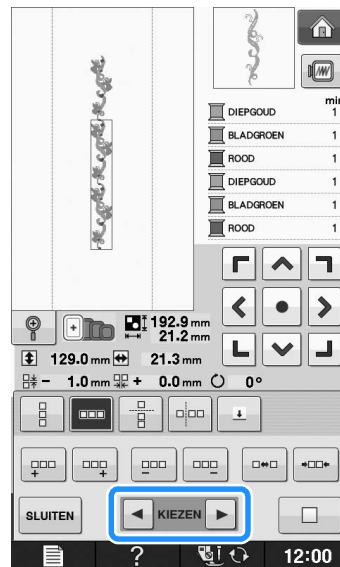 min
DIEPGOUD 1
BLADGROEN 1
ROOD 1
DIEPGOUD 1
BLADGROEN 1
ROOD 1
192.9 mm
21.2 mm
129.0 mm 21.3 mm
- 1.0 mm + 0.0 mm 0°
SLUITEN KIEZEN
? 12:00